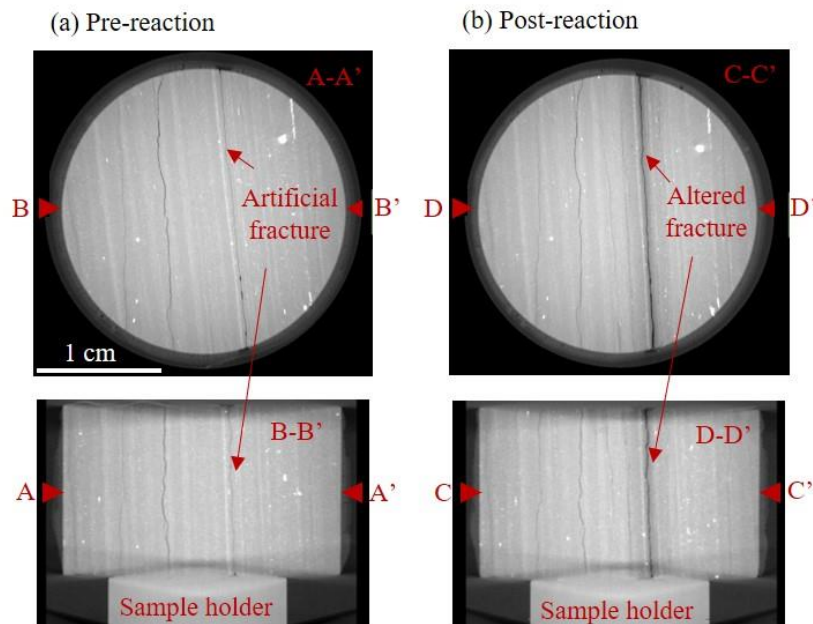 (a) Pre-reaction
(b) Post-reaction
A-A’
B
B’
Artificial
fracture
1 cm
C-C’
D
D’
Altered
fracture
B-B’
A
A’
Sample holder
D-D’
C
C’
Sample holder